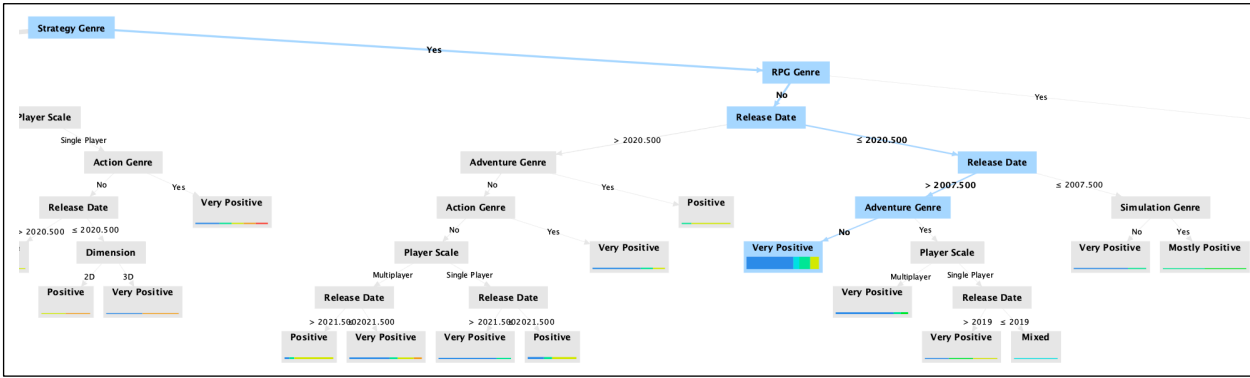 Strategy Genre
Yes
RPG Genre
No
Yes
Player Scale
Release Date
Single Player
> 2020.500
≤ 2020.500
Action Genre
Adventure Genre
Release Date
No
Yes
No
Yes
> 2007.500
≤ 2007.500
Release Date
Very Positive
Action Genre
Positive
Adventure Genre
Simulation Genre
> 2020.500
≤ 2020.500
No
Yes
No
Yes
No
Yes
Dimension
Player Scale
Very Positive
Very Positive
Player Scale
Very Positive
Mostly Positive
2D
3D
Multiplayer
Single Player
Multiplayer
Single Player
Positive
Very Positive
Release Date
Release Date
Very Positive
Release Date
> 2021.500
2021.500
> 2021.500
2021.500
> 2019
≤ 2019
Positive
Very Positive
Very Positive
Positive
Very Positive
Mixed